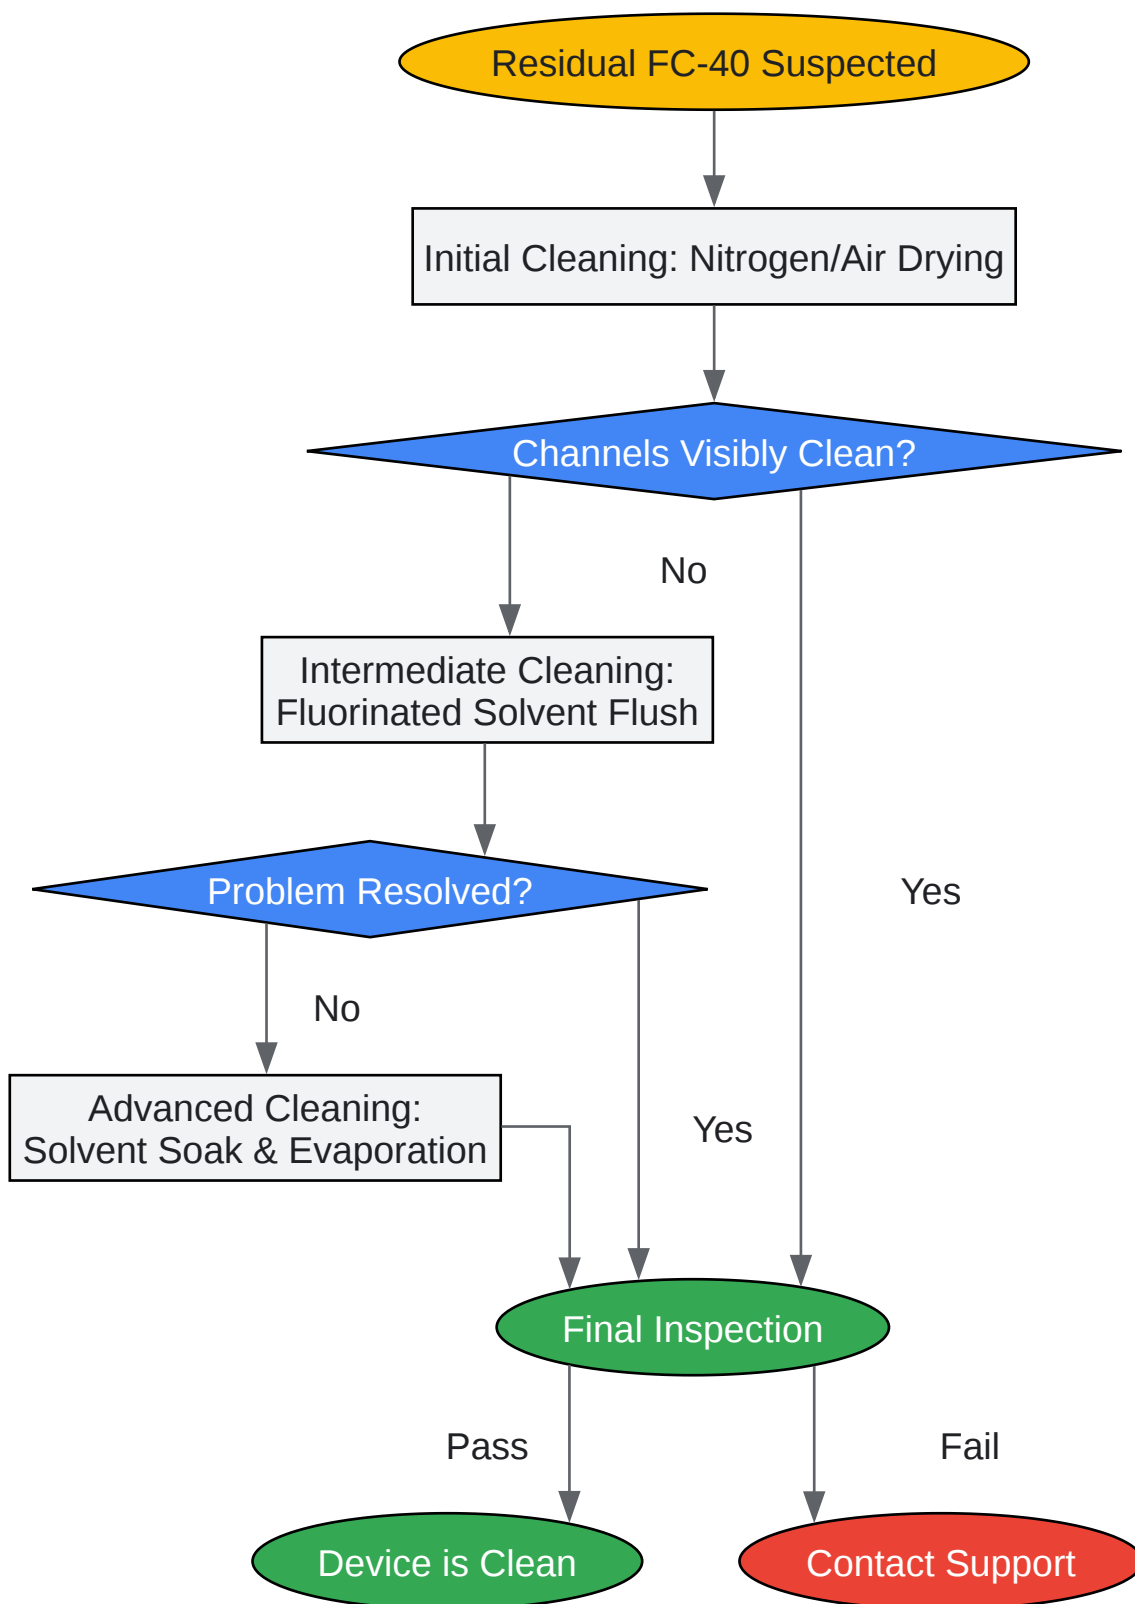 Residual FC-40 Suspected
Initial Cleaning: Nitrogen/Air Drying
Channels Visibly Clean?
No
Intermediate Cleaning:
Fluorinated Solvent Flush
Problem Resolved?
Yes
No
Advanced Cleaning:
Solvent Soak & Evaporation
Yes
Final Inspection
Pass
Fail
Device is Clean
Contact Support